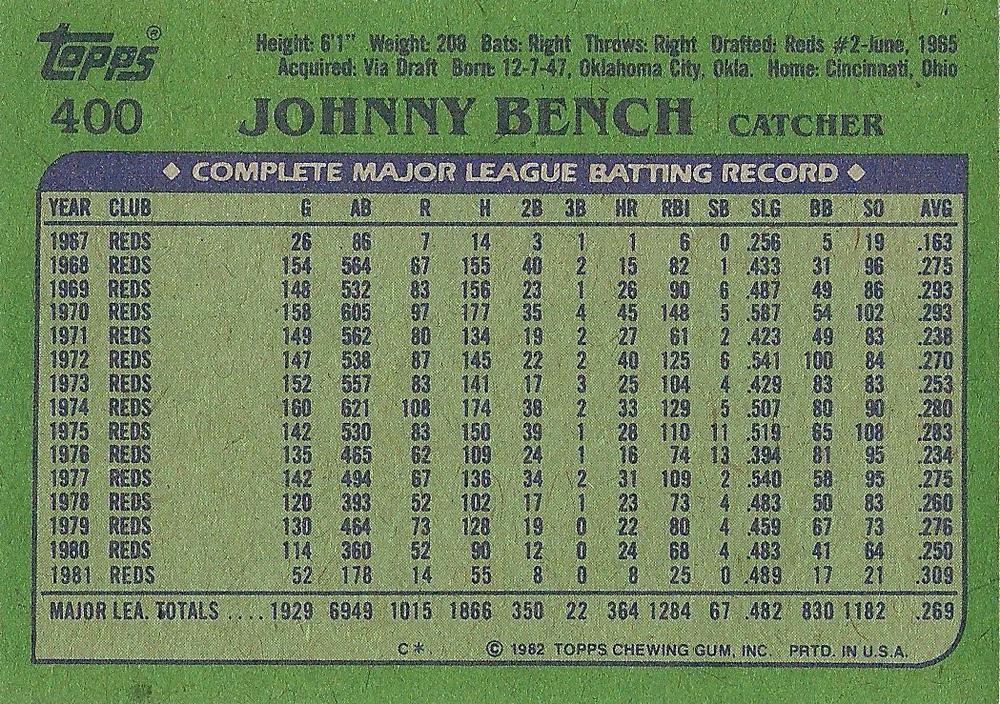 topps®
Height: 6'1" Weight: 208 Bats: Right Throws: Right Drafted: Reds #2-June, 1965
Acquired: Via Draft Born: 12-7-47, Oklahoma City, Okla. Home: Cincinnati, Ohio
400 JOHNNY BENCH CATCHER
◆ COMPLETE MAJOR LEAGUE BATTING RECORD ◆
YEAR CLUB G AB R H 2B 3B HR RBI SB SLG BB SO AVG
1967 REDS 26 86 7 14 3 1 1 6 0 .256 5 19 .163
1968 REDS 154 564 67 155 40 2 15 82 1 .433 31 96 .275
1969 REDS 148 532 83 156 23 1 26 90 6 .487 49 86 .293
1970 REDS 158 605 97 177 35 4 45 148 5 .587 54 102 .293
1971 REDS 149 562 80 134 19 2 27 61 2 .423 49 83 .238
1972 REDS 147 538 87 145 22 2 40 125 6 .541 100 84 .270
1973 REDS 152 557 83 141 17 3 25 104 4 .429 83 83 .253
1974 REDS 160 621 108 174 38 2 33 129 5 .507 80 90 .280
1975 REDS 142 530 83 150 39 1 28 110 11 .519 65 108 .283
1976 REDS 135 465 62 109 24 1 16 74 13 .394 81 95 .234
1977 REDS 142 494 67 136 34 2 31 109 2 .540 58 95 .275
1978 REDS 120 393 52 102 17 1 23 73 4 .483 50 83 .260
1979 REDS 130 464 73 128 19 0 22 80 4 .459 67 73 .276
1980 REDS 114 360 52 90 12 0 24 68 4 .483 41 64 .250
1981 REDS 52 178 14 55 8 0 8 25 0 .489 17 21 .309
MAJOR LEA. TOTALS .... 1929 6949 1015 1866 350 22 364 1284 67 .482 830 1182 .269
C* © 1982 TOPPS CHEWING GUM, INC. PRTD. IN U.S.A.